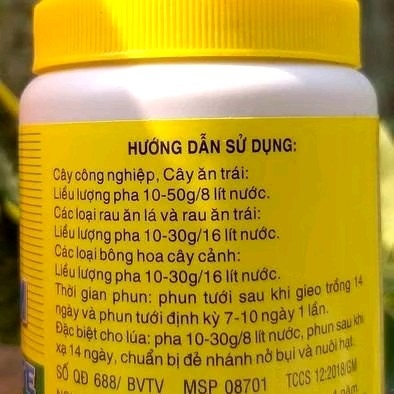 HƯỚNG DẪN SỬ DỤNG:
Cây công nghiệp, Cây ăn trái:
Liều lượng pha 10-50g/8 lít nước.
Các loại rau ăn lá và rau ăn trái:
Liều lượng pha 10-30g/16 lít nước.
Các loại bông hoa cây cảnh:
Liều lượng pha 10-30g/16 lít nước.
Thời gian phun: phun tưới sau khi gieo trồng 14
ngày và phun tưới định kỳ 7-10 ngày 1 lần.
Đặc biệt cho lúa: pha 10-30g/8 lít nước, phun sau khi
xạ 14 ngày, chuẩn bị đẻ nhánh nở bụi và nuôi hạt.
SỐ QĐ 688/ BVTV MSP 08701 TCCS 12:2018/GM
năm